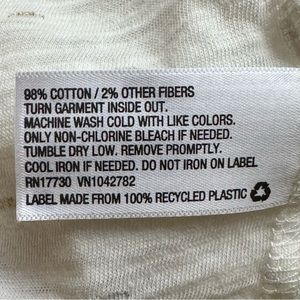 98% COTTON / 2% OTHER FIBERS
TURN GARMENT INSIDE OUT.
MACHINE WASH COLD WITH LIKE COLORS.
ONLY NON-CHLORINE BLEACH IF NEEDED.
TUMBLE DRY LOW. REMOVE PROMPTLY.
COOL IRON IF NEEDED. DO NOT IRON ON LABEL
RN17730 VN1042782
LABEL MADE FROM 100% RECYCLED PLASTIC